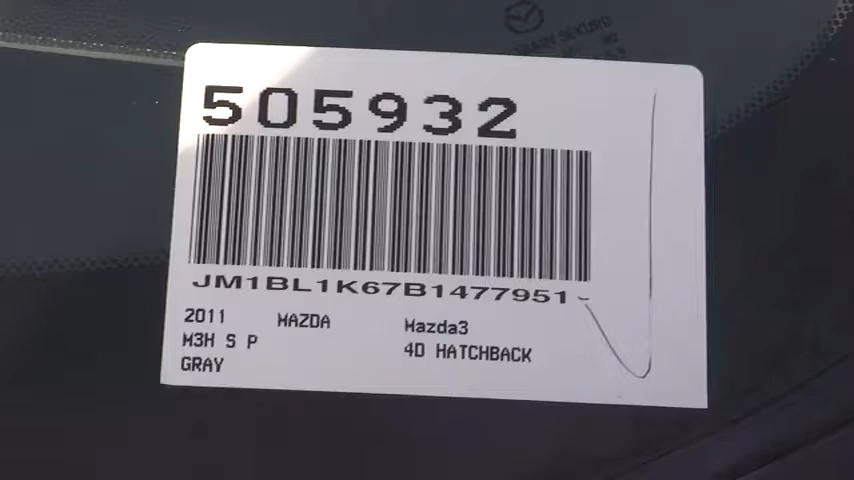 505932
JM1BL1K67B1477951
2011 MAZDA Mazda3
M3H S P 4D HATCHBACK
GRAY